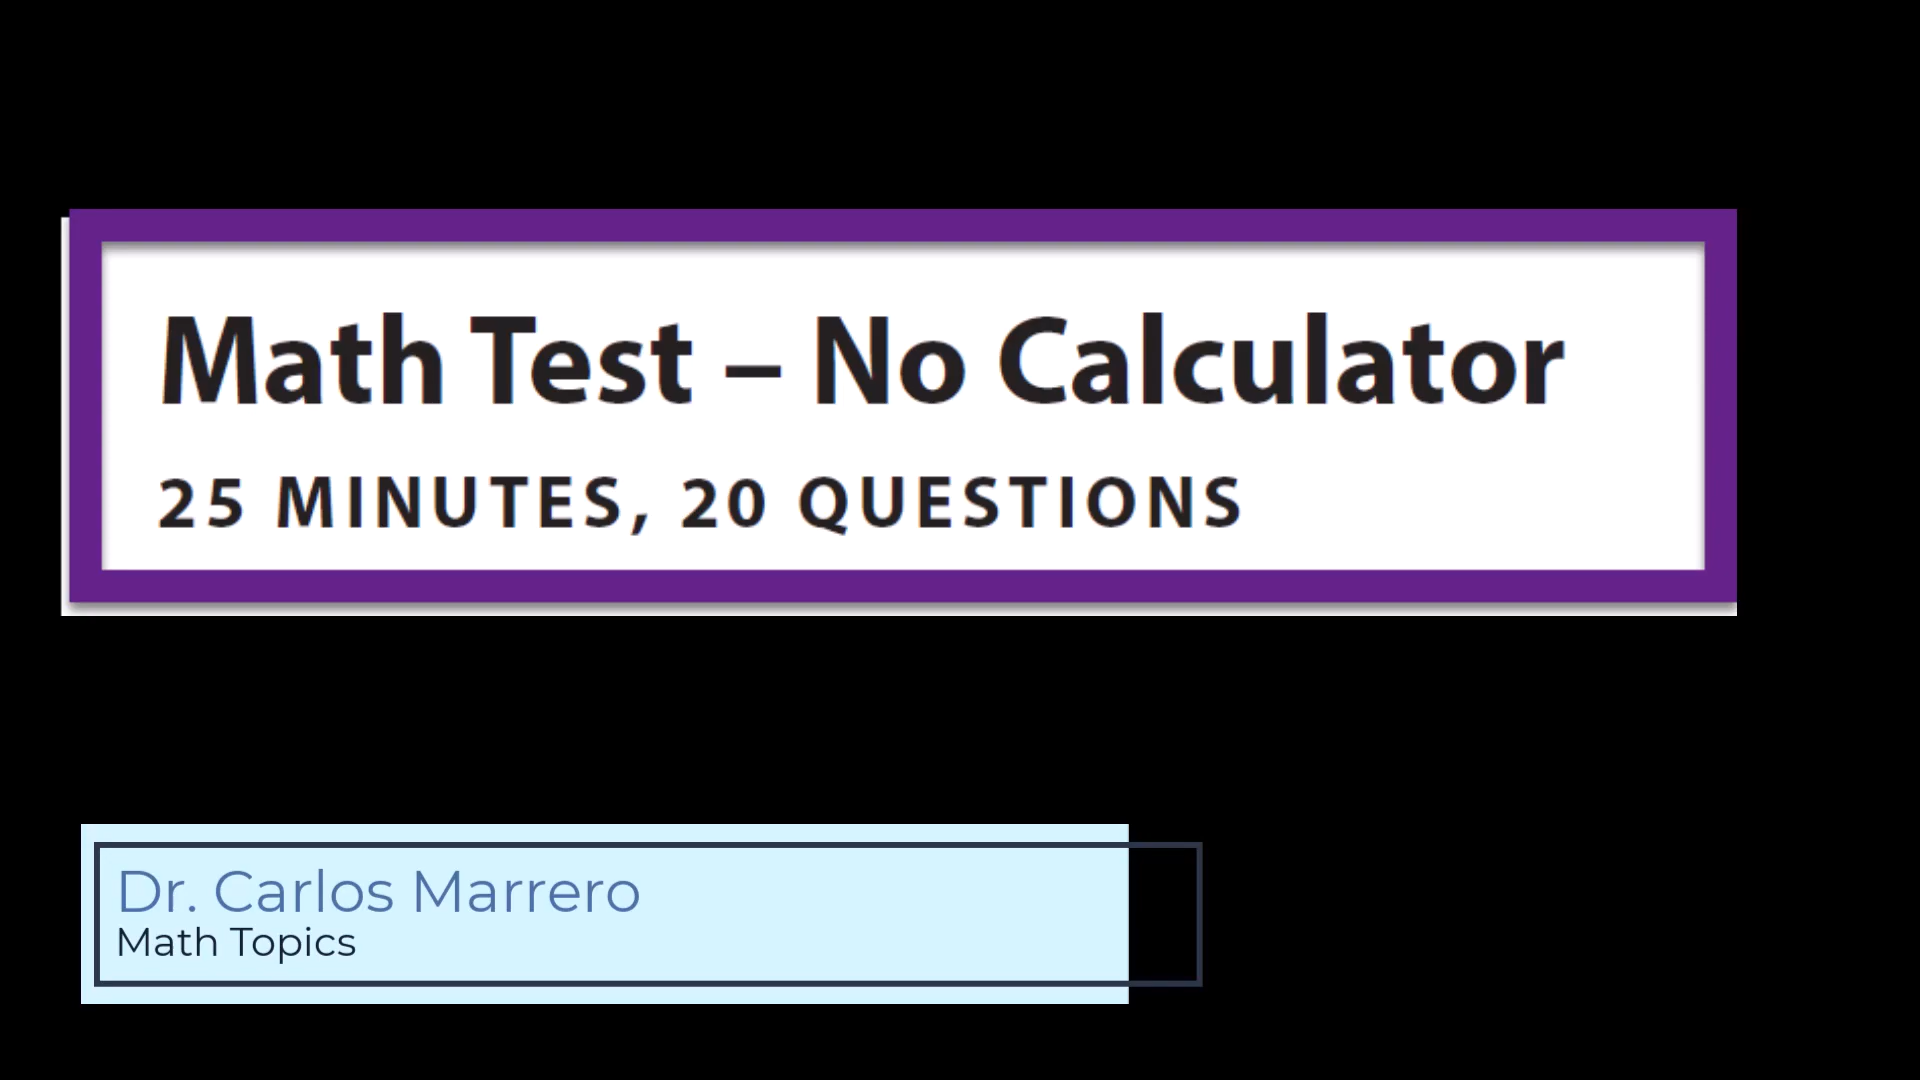 Math Test – No Calculator
25 MINUTES, 20 QUESTIONS
Dr. Carlos Marrero
Math Topics